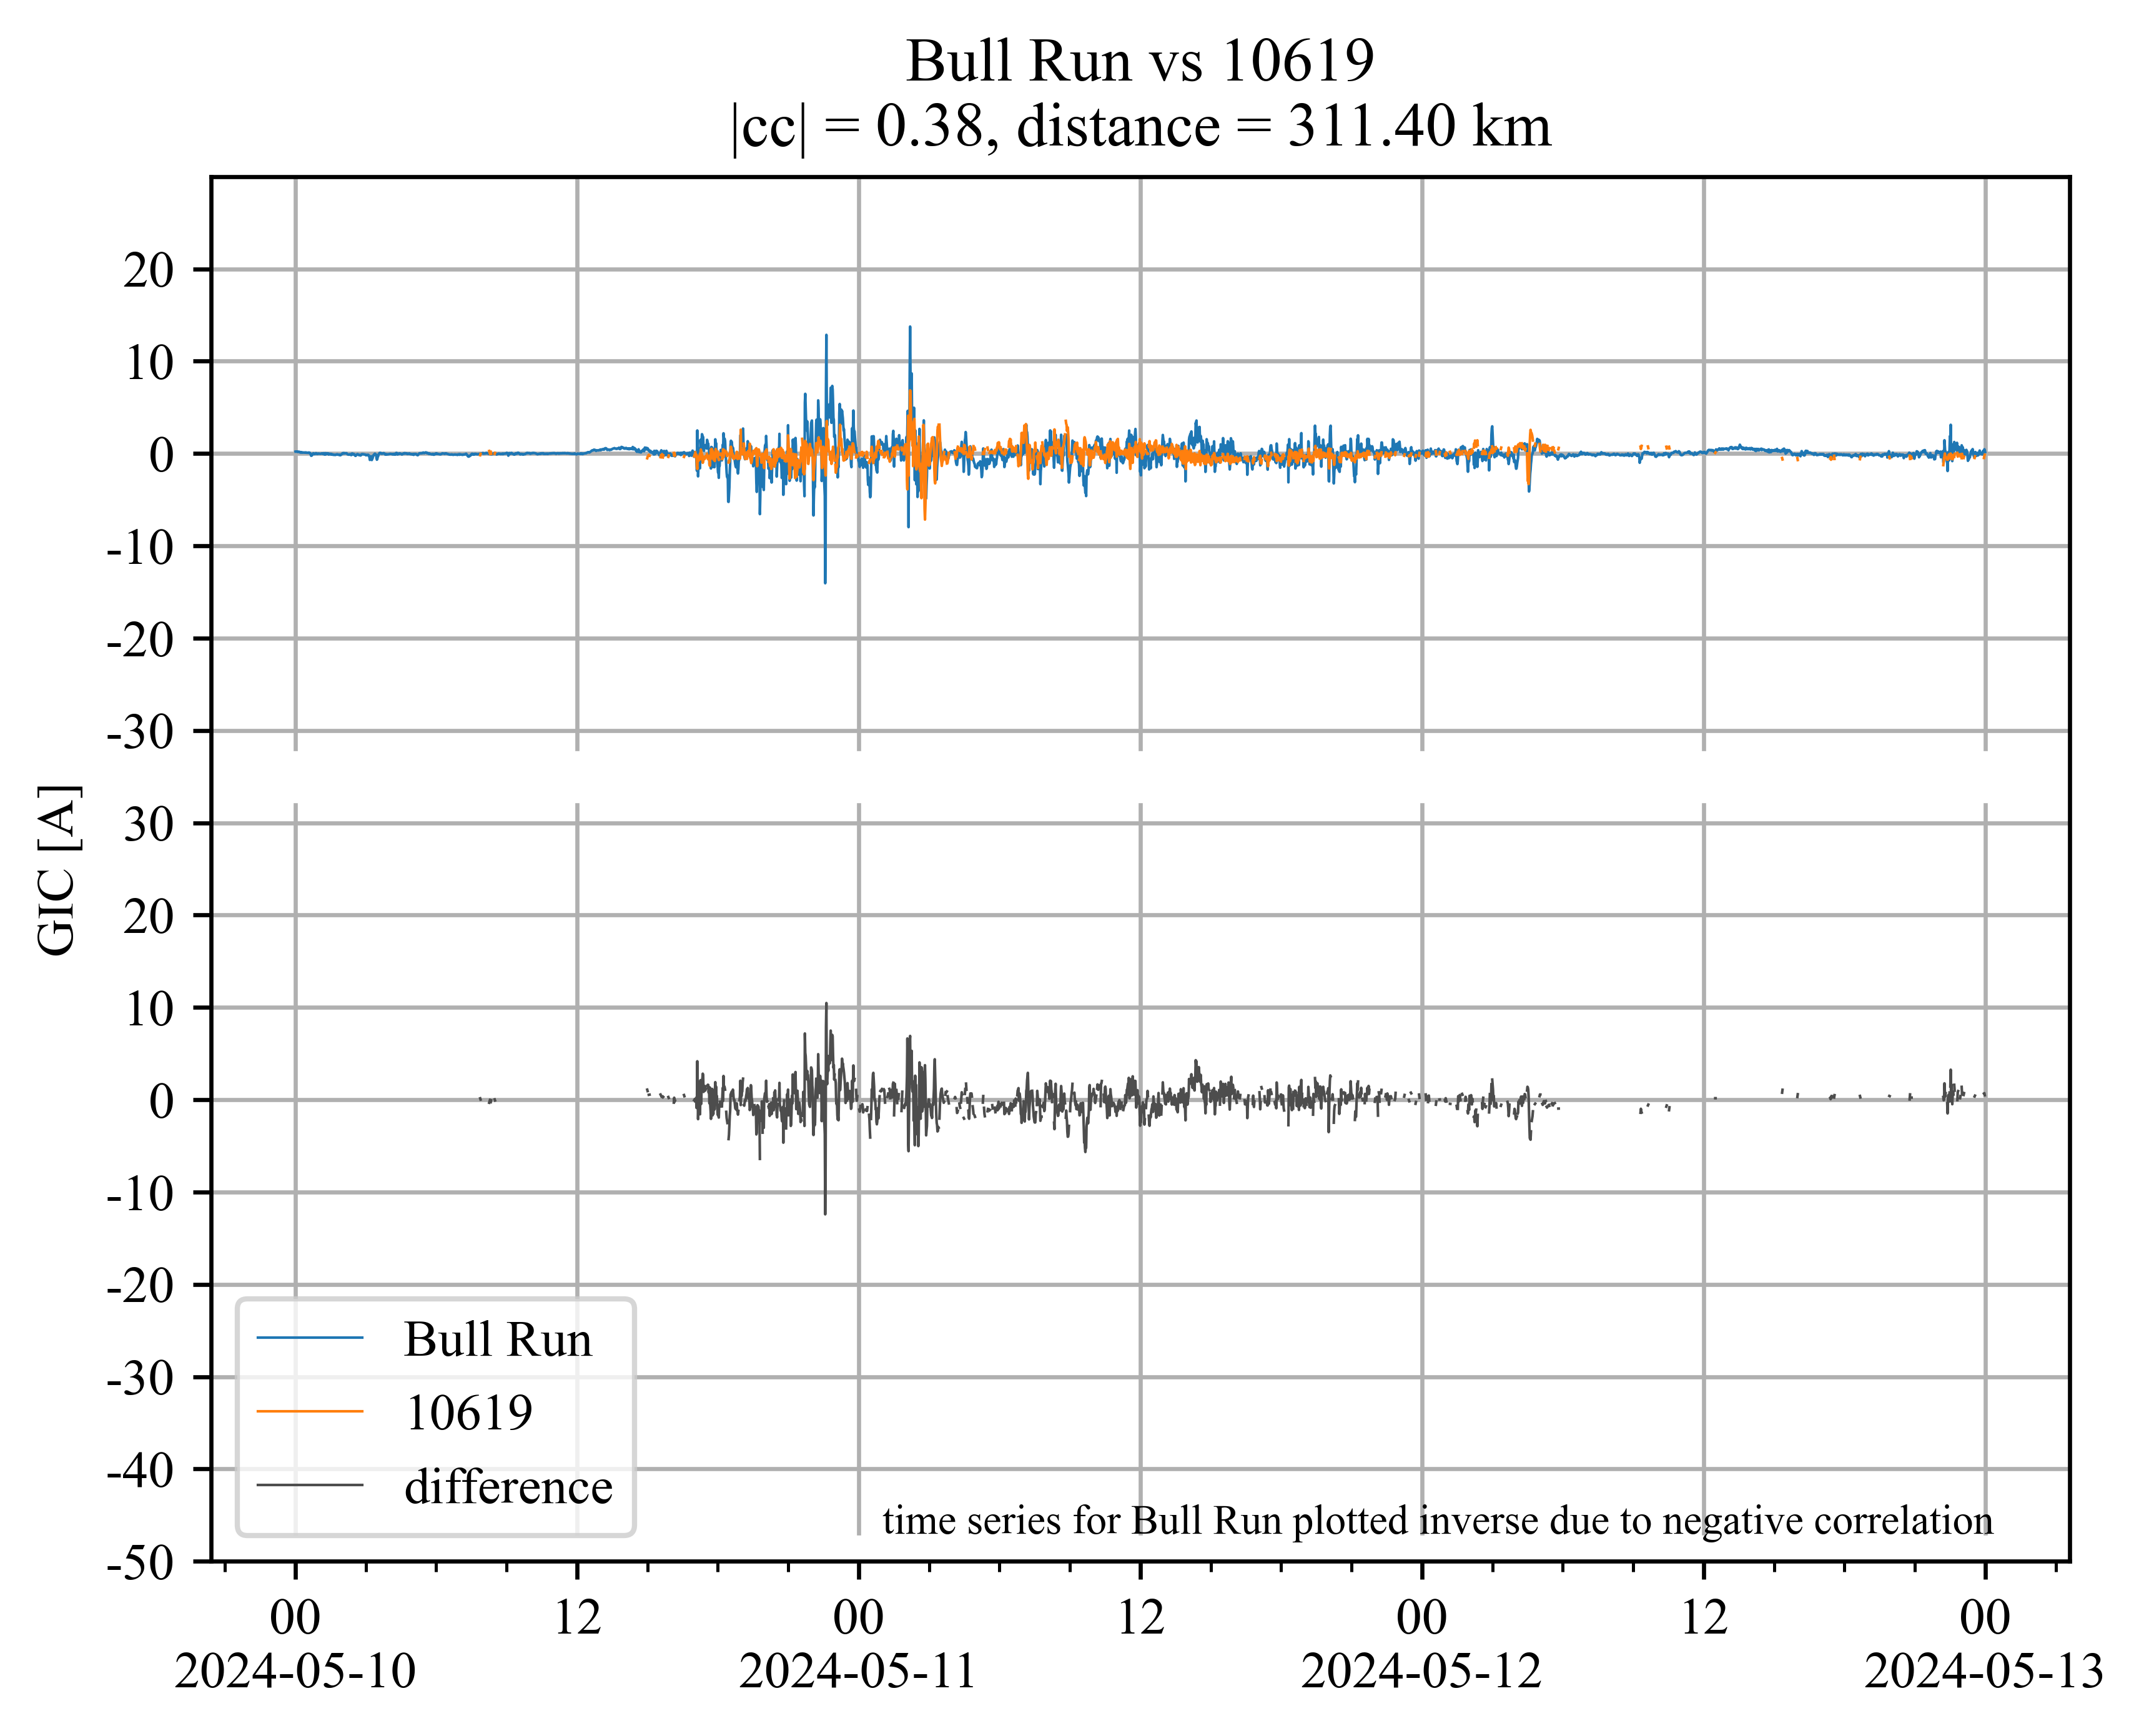 Bull Run vs 10619
|cc| = 0.38, distance = 311.40 km
20
10
0
-10
-20
-30
30
20
10
0
-10
-20
-30
-40
-50
GIC [A]
Bull Run
10619
difference
time series for Bull Run plotted inverse due to negative correlation
00 12 00 12 00 12 00
2024-05-10 2024-05-11 2024-05-12 2024-05-13